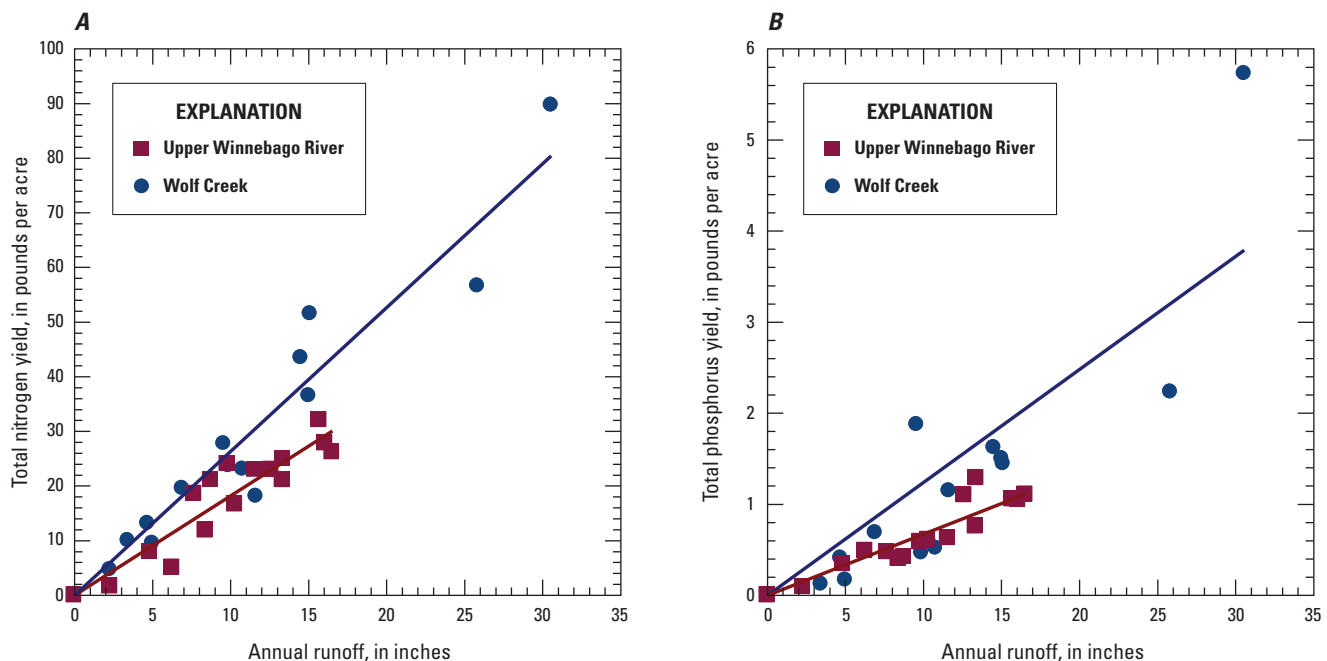 A
Total nitrogen yield, in pounds per acre
100
90
80
70
60
50
40
30
20
10
0
EXPLANATION
Upper Winnebago River
Wolf Creek
0 5 10 15 20 25 30 35
Annual runoff, in inches
B
Total phosphorus yield, in pounds per acre
6
5
4
3
2
1
0
EXPLANATION
Upper Winnebago River
Wolf Creek
0 5 10 15 20 25 30 35
Annual runoff, in inches